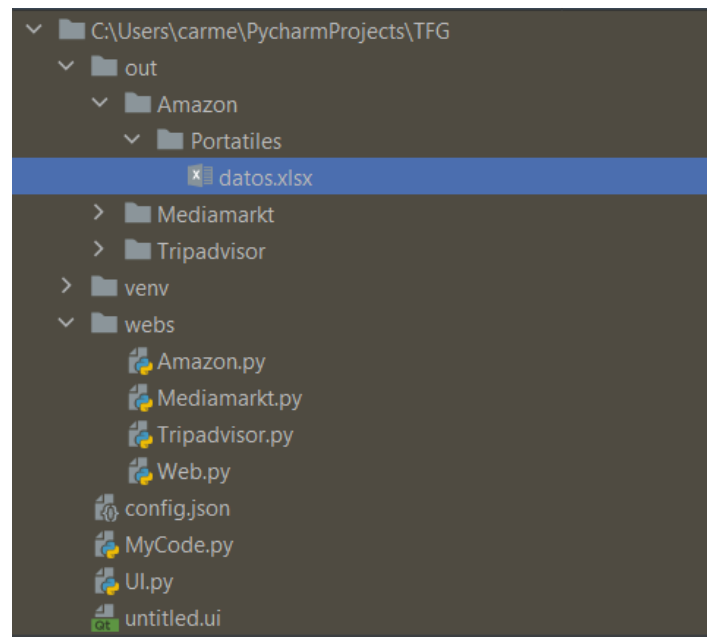 C:\Users\carme\PycharmProjects\TFG
out
Amazon
Portatiles
datos.xlsx
Mediamarkt
Tripadvisor
venv
webs
Amazon.py
Mediamarkt.py
Tripadvisor.py
Web.py
config.json
MyCode.py
UI.py
Qt untitled.ui